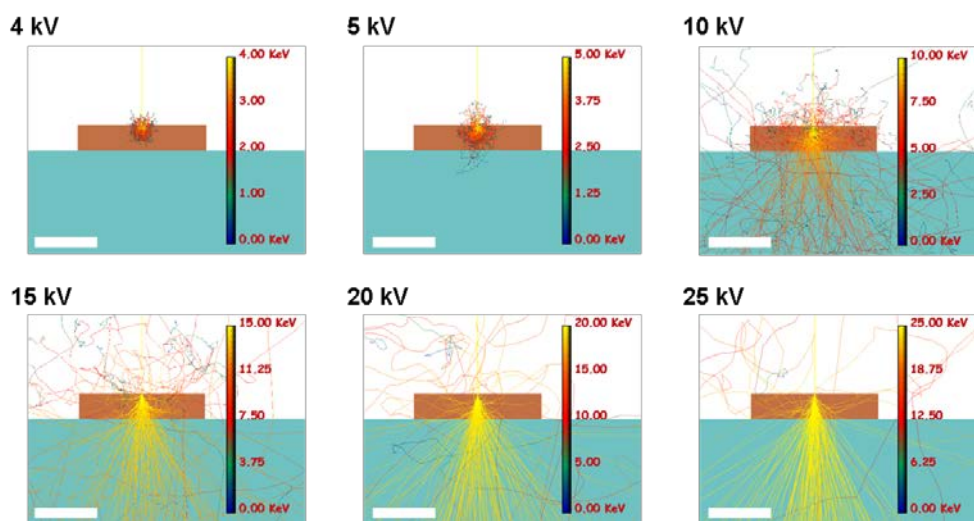 4 kV
4.00 KeV
3.00
2.00
1.00
0.00 KeV
5 kV
5.00 KeV
3.75
2.50
1.25
0.00 KeV
10 kV
10.00 KeV
7.50
5.00
2.50
0.00 KeV
15 kV
15.00 KeV
11.25
7.50
3.75
0.00 KeV
20 kV
20.00 KeV
15.00
10.00
5.00
0.00 KeV
25 kV
25.00 KeV
18.75
12.50
6.25
0.00 KeV